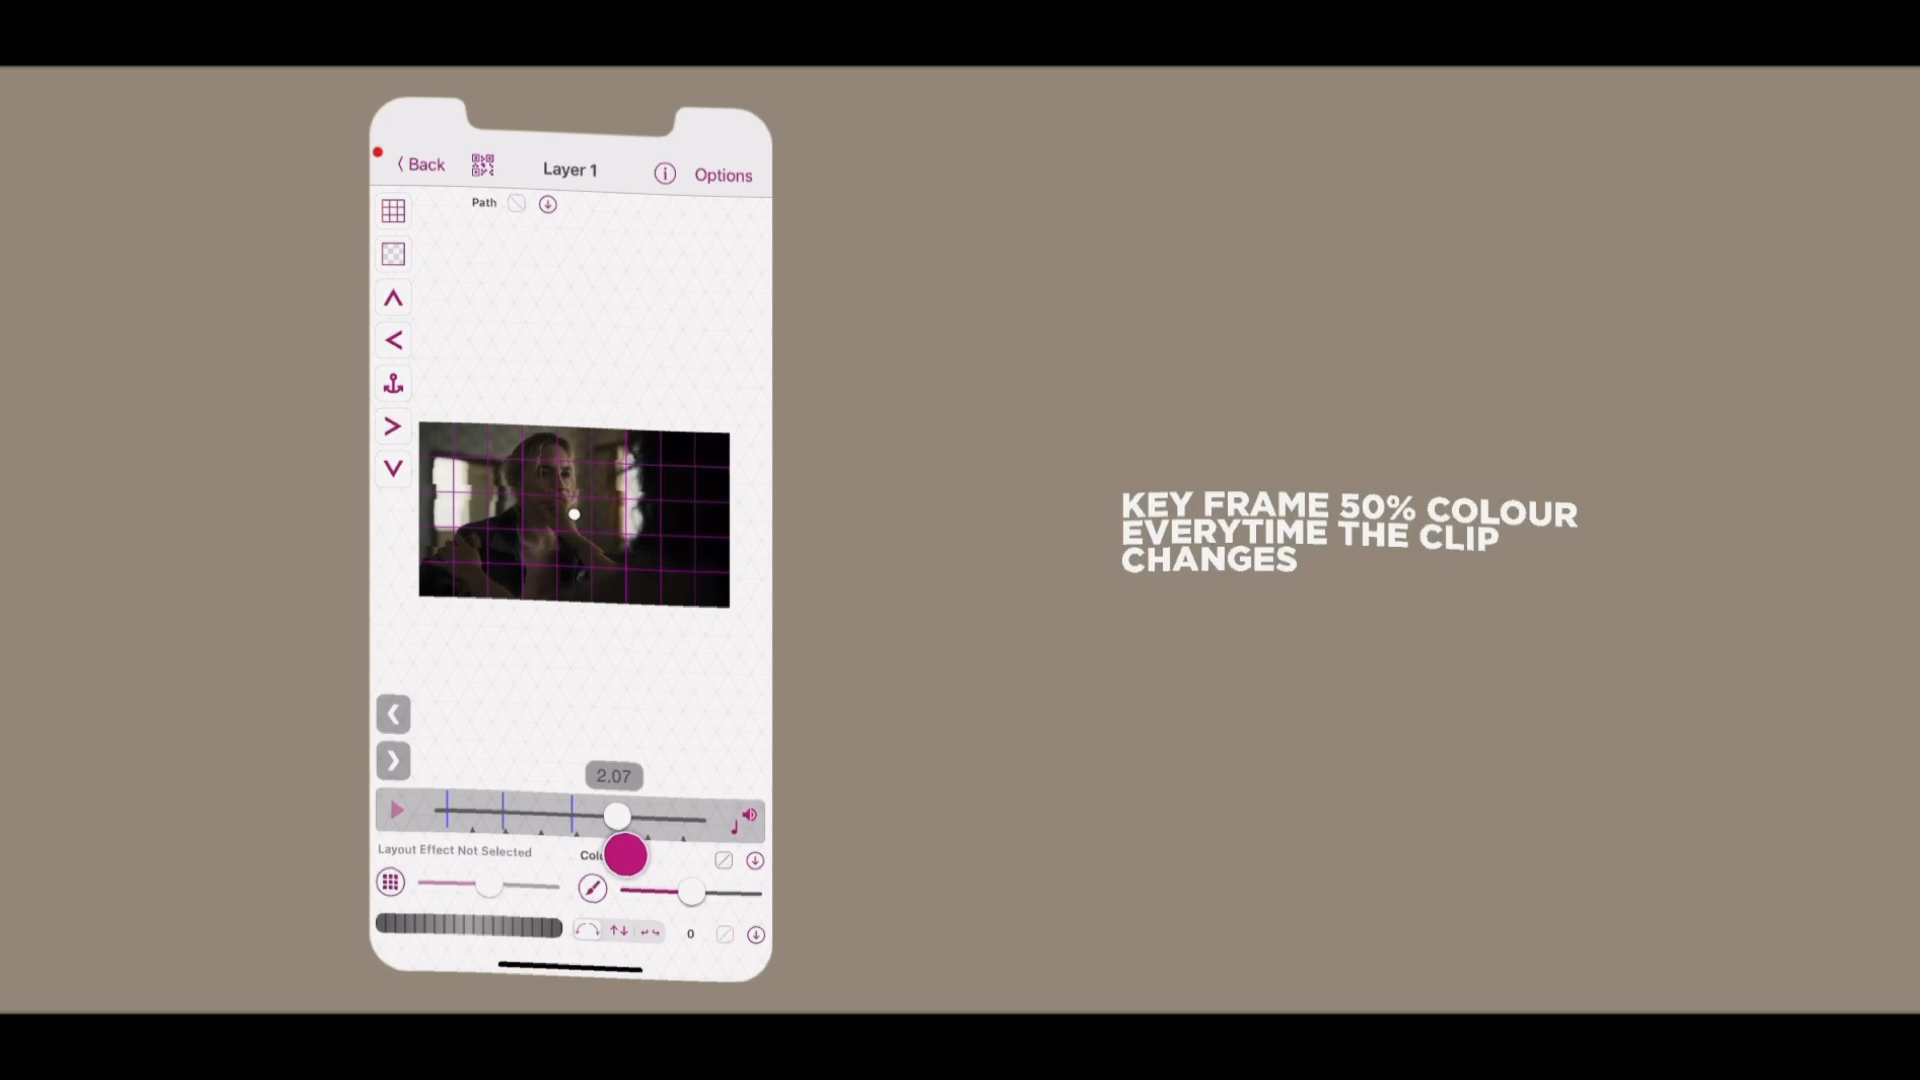 Back
Layer 1
Options
Path
2.07
Layout Effect Not Selected
0
KEY FRAME 50% COLOUR
EVERYTIME THE CLIP
CHANGES